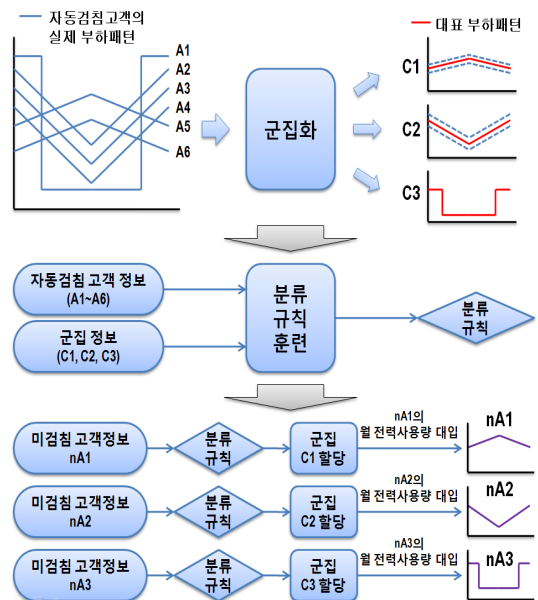 자동검침고객의
실제 부하패턴
A1
A2
A3
A4
A5
A6
군집화
대표 부하패턴
C1
C2
C3
자동검침 고객 정보
(A1~A6)
군집 정보
(C1, C2, C3)
분류
규칙
훈련
분류
규칙
미검침 고객정보
nA1
분류
규칙
군집
C1 할당
nA1의
월 전력사용량 대입
nA1
미검침 고객정보
nA2
분류
규칙
군집
C2 할당
nA2의
월 전력사용량 대입
nA2
미검침 고객정보
nA3
분류
규칙
군집
C3 할당
nA3의
월 전력사용량 대입
nA3